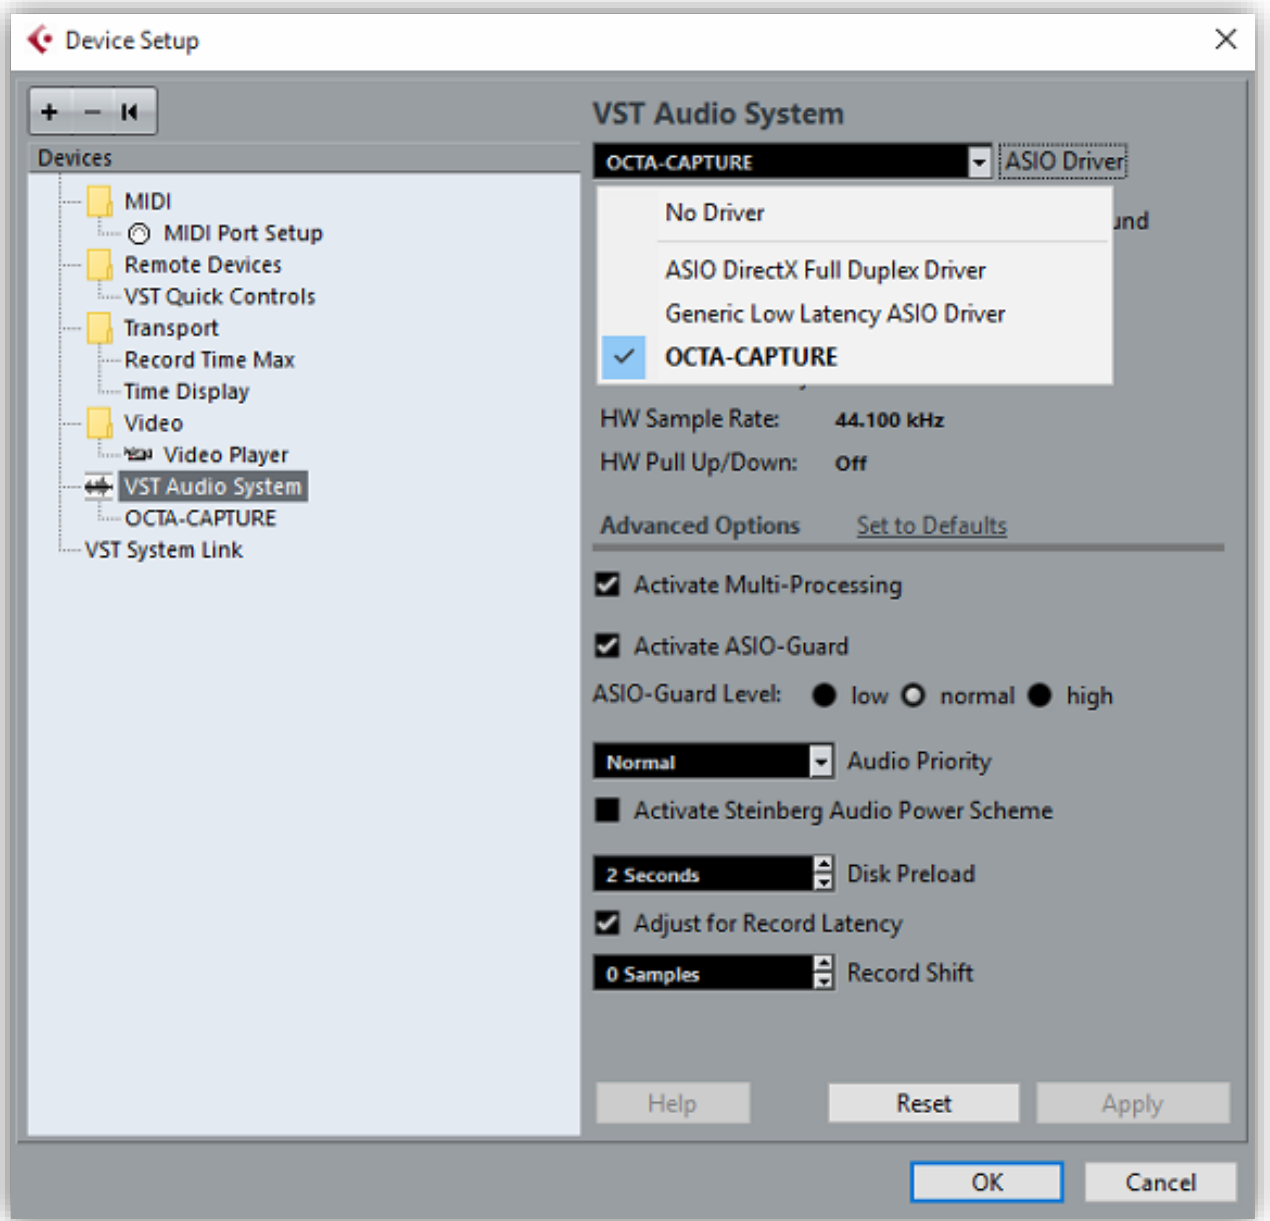 Device Setup
Devices
MIDI
MIDI Port Setup
Remote Devices
VST Quick Controls
Transport
Record Time Max
Time Display
Video
Video Player
VST Audio System
OCTA-CAPTURE
VST System Link
VST Audio System
OCTA-CAPTURE ASIO Driver
No Driver
ASIO DirectX Full Duplex Driver
Generic Low Latency ASIO Driver
OCTA-CAPTURE
HW Sample Rate: 44.100 kHz
HW Pull Up/Down: Off
Advanced Options Set to Defaults
Activate Multi-Processing
Activate ASIO-Guard
ASIO-Guard Level: low normal high
Normal Audio Priority
Activate Steinberg Audio Power Scheme
2 Seconds Disk Preload
Adjust for Record Latency
0 Samples Record Shift
Help Reset Apply
OK Cancel